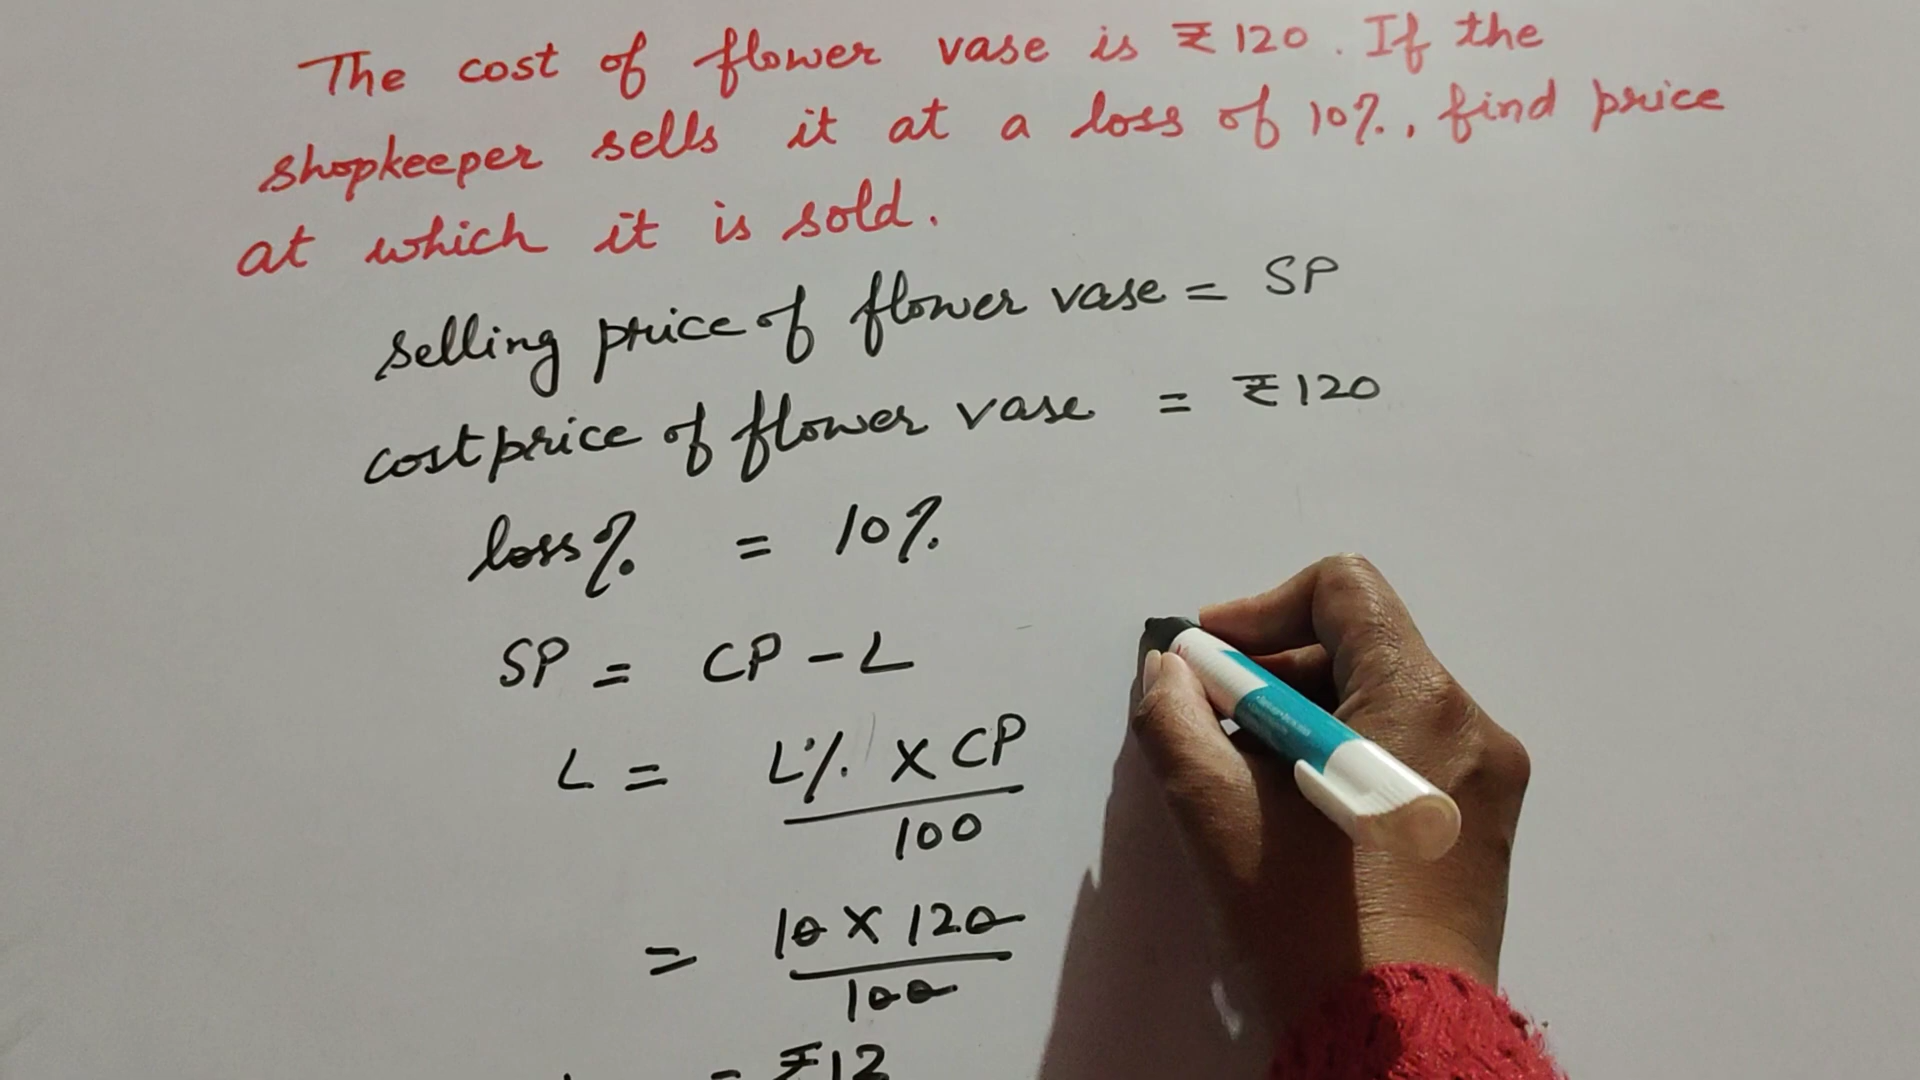 The cost of flower vase is ₹120. If the
shopkeeper sells it at a loss of 10%, find price
at which it is sold.
selling price of flower vase = SP
cost price of flower vase = ₹120
loss% = 10%
SP = CP - L
L = L% X CP
100
= 10 X 120
100
= ₹12